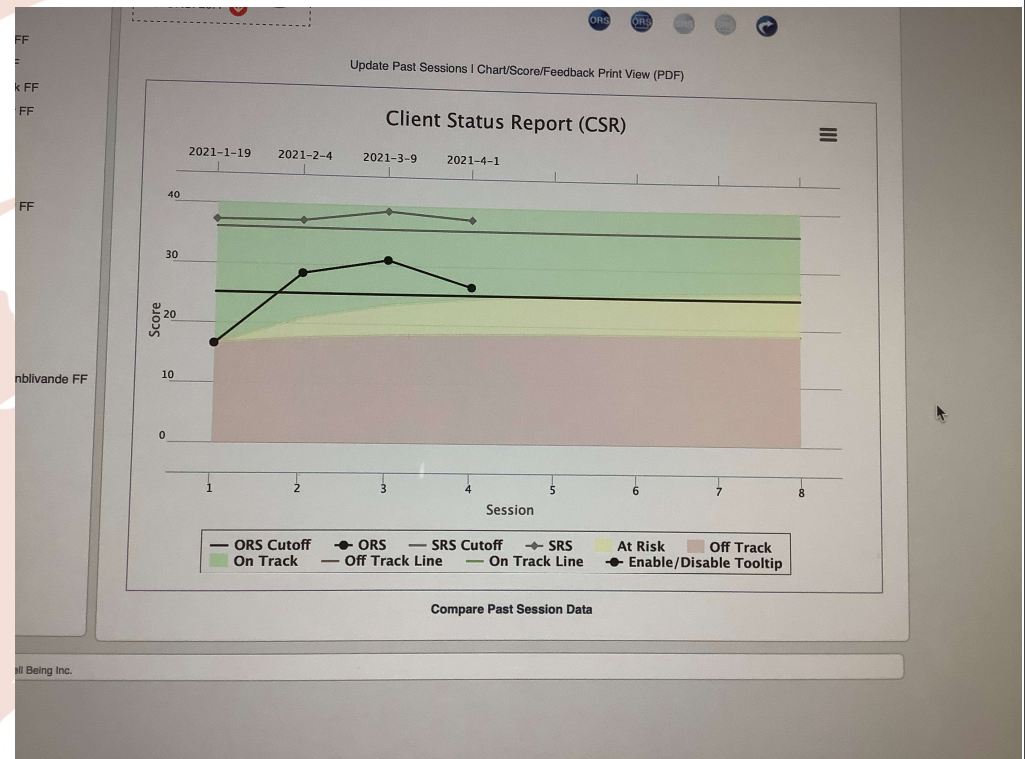 FF
ORS
ORS
FF
FF
Update Past Sessions | Chart/Score/Feedback Print View (PDF)
Client Status Report (CSR)
2021-1-19 2021-2-4 2021-3-9 2021-4-1
40
FF
30
20
Score
10
nblivande FF
0
1 2 3 4 5 6 7 8
Session
ORS Cutoff ORS SRS Cutoff SRS At Risk Off Track
On Track Off Track Line On Track Line Enable/Disable Tooltip
Compare Past Session Data
ell Being Inc.